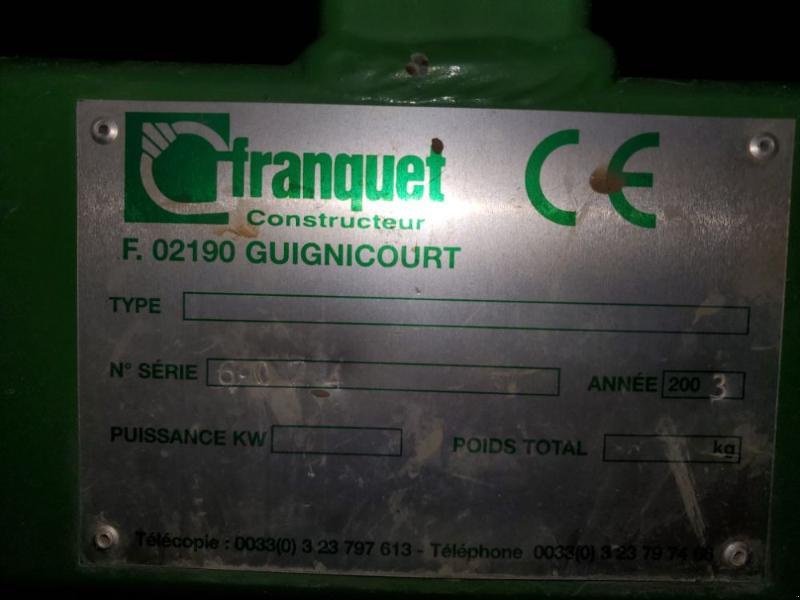 franquet
Constructeur
F. 02190 GUIGNICOURT
CE
TYPE
N° SÉRIE
ANNÉE 2003
PUISSANCE KW
POIDS TOTAL kg
Télécopie : 0033(0) 3 23 797 613 - Téléphone 0033(0) 3 23 79 74